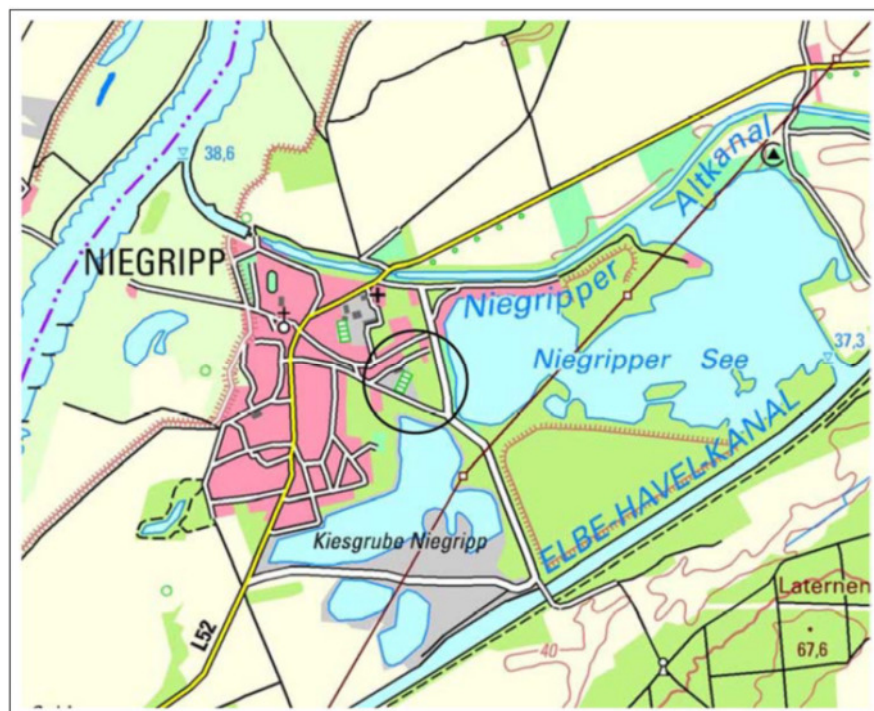 38,6
Altkanal
NIEGRIPP
Niegripper
Niegripper See
37,3
ELBE HAVEL-KANAL
Kiesgrube Niegripp
Laternen
L52
40
67,6